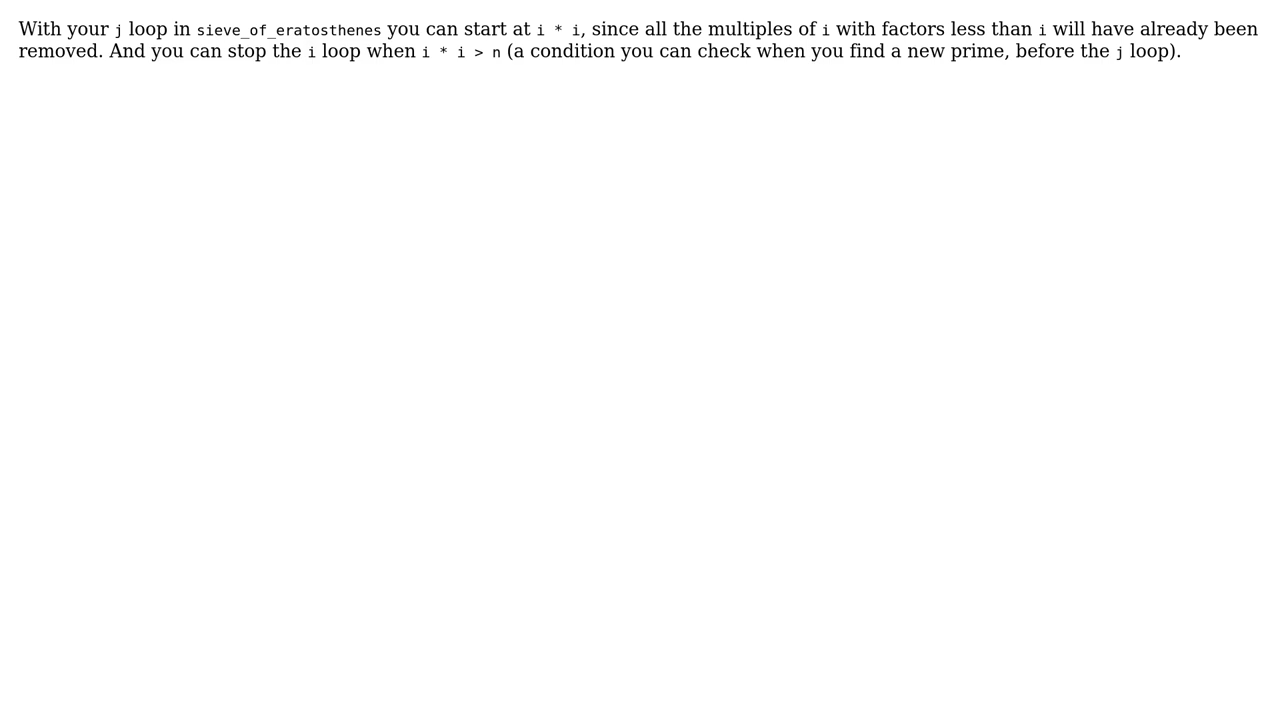 With your j loop in sieve_of_eratosthenes you can start at i * i, since all the multiples of i with factors less than i will have already been
removed. And you can stop the i loop when i * i > n (a condition you can check when you find a new prime, before the j loop).